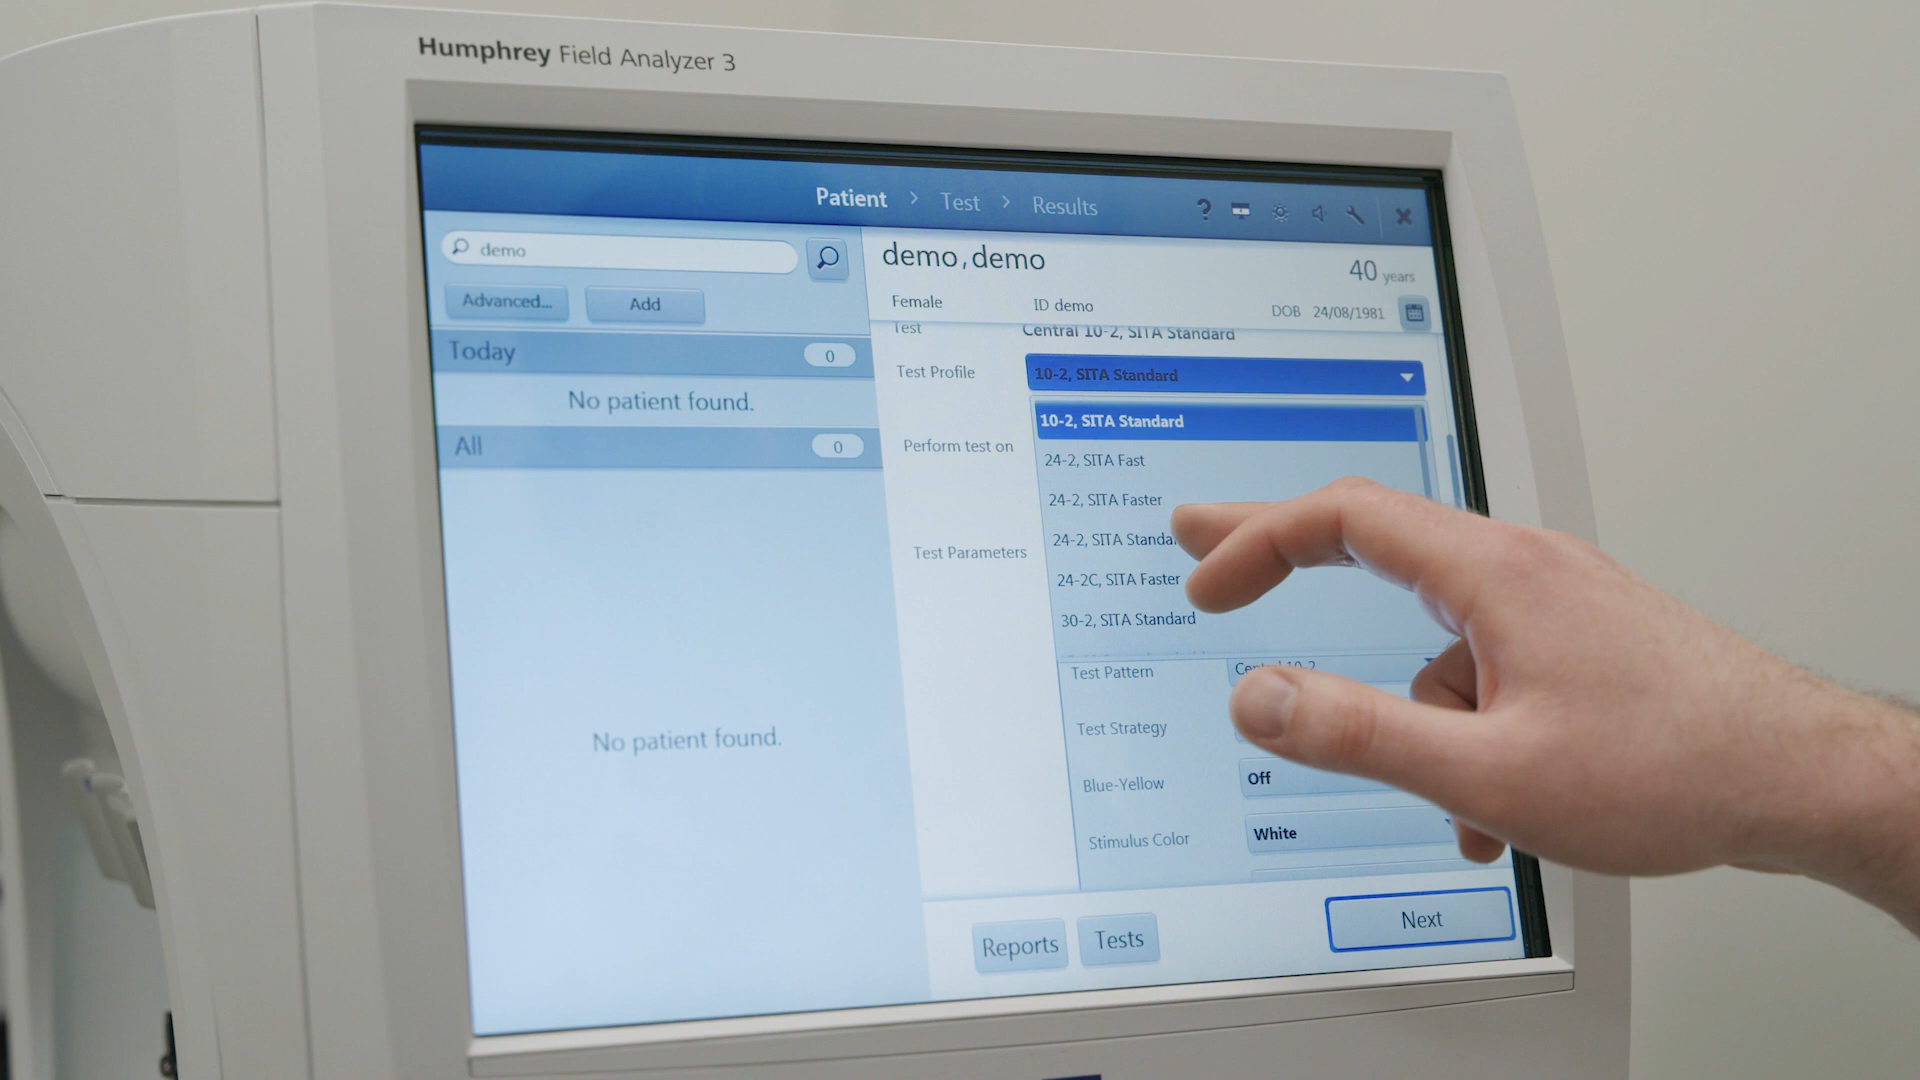 Humphrey Field Analyzer 3
Patient > Test > Results
?
demo
Advanced...
Add
Today
0
No patient found.
All
0
No patient found.
demo, demo
40 years
Female
ID demo
DOB 24/08/1981
Test
Central 10-2, SITA Standard
Test Profile
10-2, SITA Standard
10-2, SITA Standard
24-2, SITA Fast
24-2, SITA Faster
24-2, SITA
24-2C, SITA Faster
30-2, SITA Standard
Perform test on
Test Parameters
Test Pattern
10-2
Test Strategy
Blue-Yellow
Off
Stimulus Color
White
Reports
Tests
Next